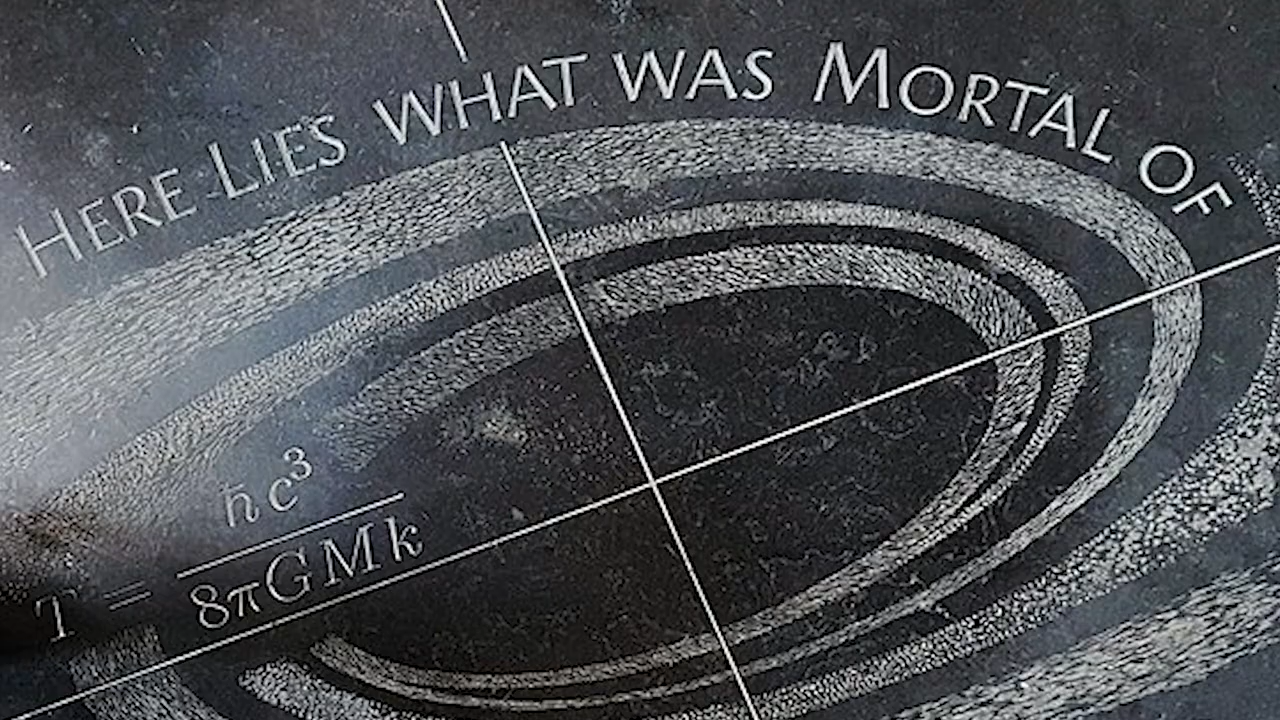 HERE LIES WHAT WAS MORTAL OF
T = ħc³ / 8πGMk